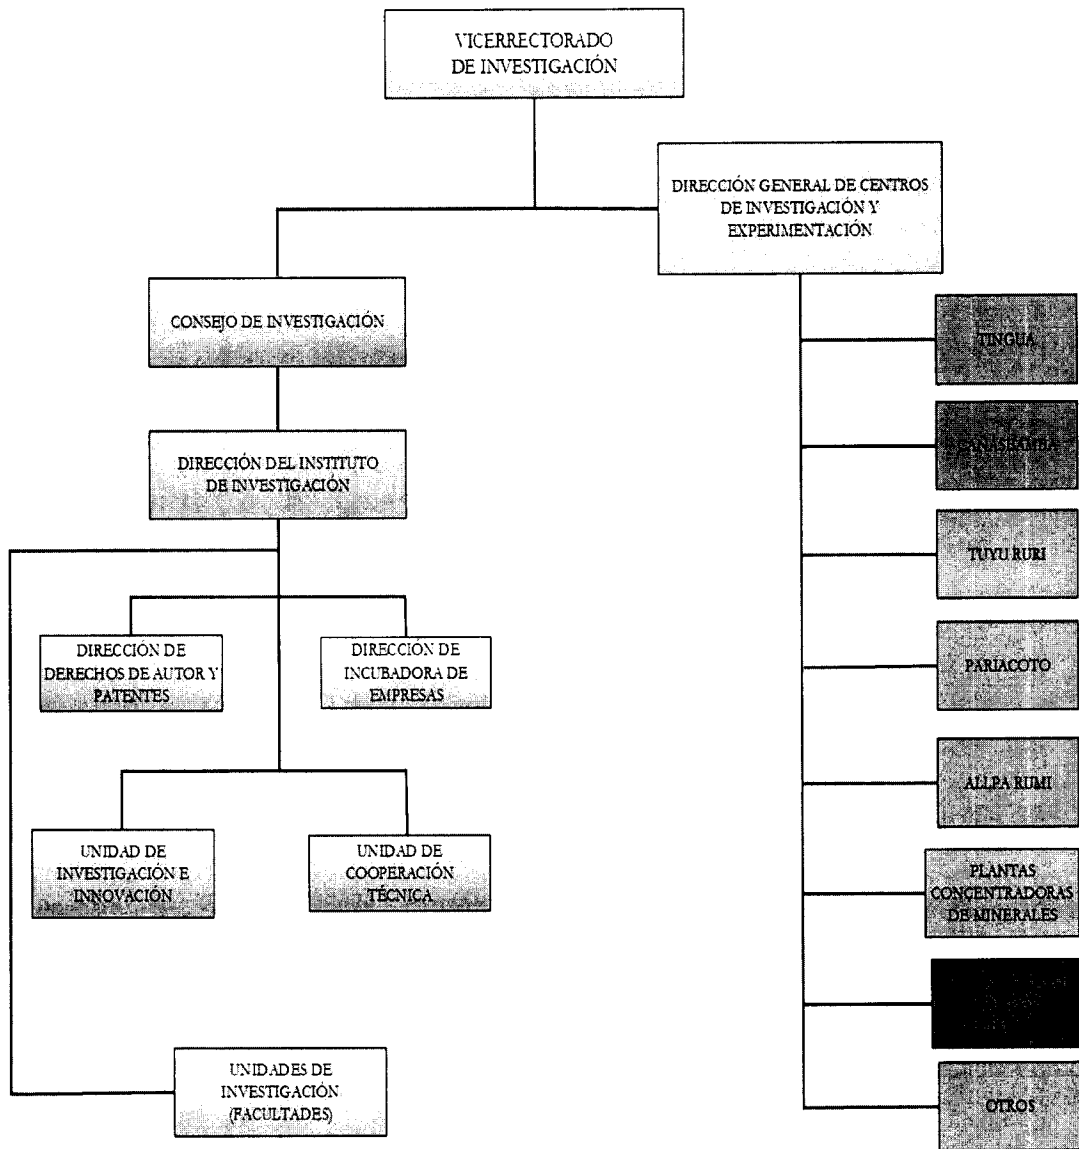 VICERRECTORADO
DE INVESTIGACIÓN
DIRECCIÓN GENERAL DE CENTROS
DE INVESTIGACIÓN Y
EXPERIMENTACIÓN
CONSEJO DE INVESTIGACIÓN
DIRECCIÓN DEL INSTITUTO
DE INVESTIGACIÓN
DIRECCIÓN DE
DERECHOS DE AUTOR Y
PATENTES
DIRECCIÓN DE
INCUBADORA DE
EMPRESAS
UNIDAD DE
INVESTIGACIÓN E
INNOVACIÓN
UNIDAD DE
COOPERACIÓN
TÉCNICA
UNIDADES DE
INVESTIGACIÓN
(FACULTADES)
TINGUA
TUYU RURI
PARIACOTO
ALLPA RUMI
PLANTAS
CONCENTRADORAS
DE MINERALES
OTROS